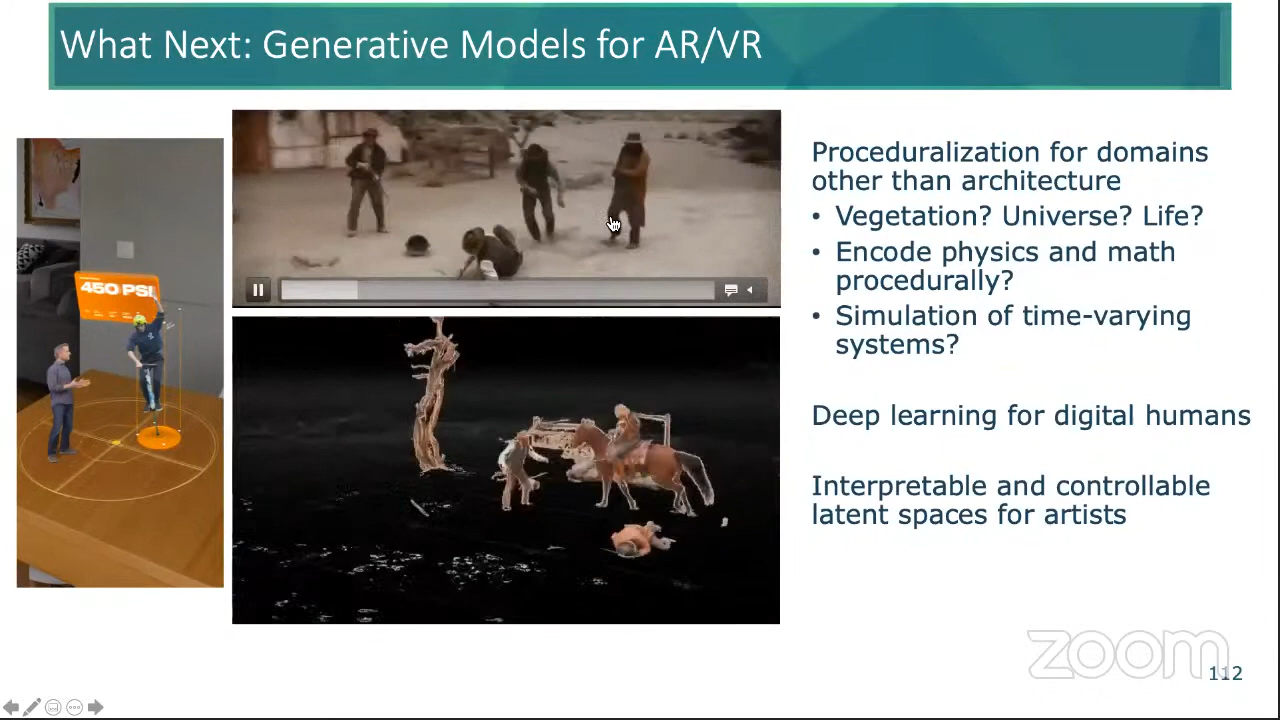 What Next: Generative Models for AR/VR
450 PSI
Proceduralization for domains
other than architecture
• Vegetation? Universe? Life?
• Encode physics and math
procedurally?
• Simulation of time-varying
systems?
Deep learning for digital humans
Interpretable and controllable
latent spaces for artists
zoom
112